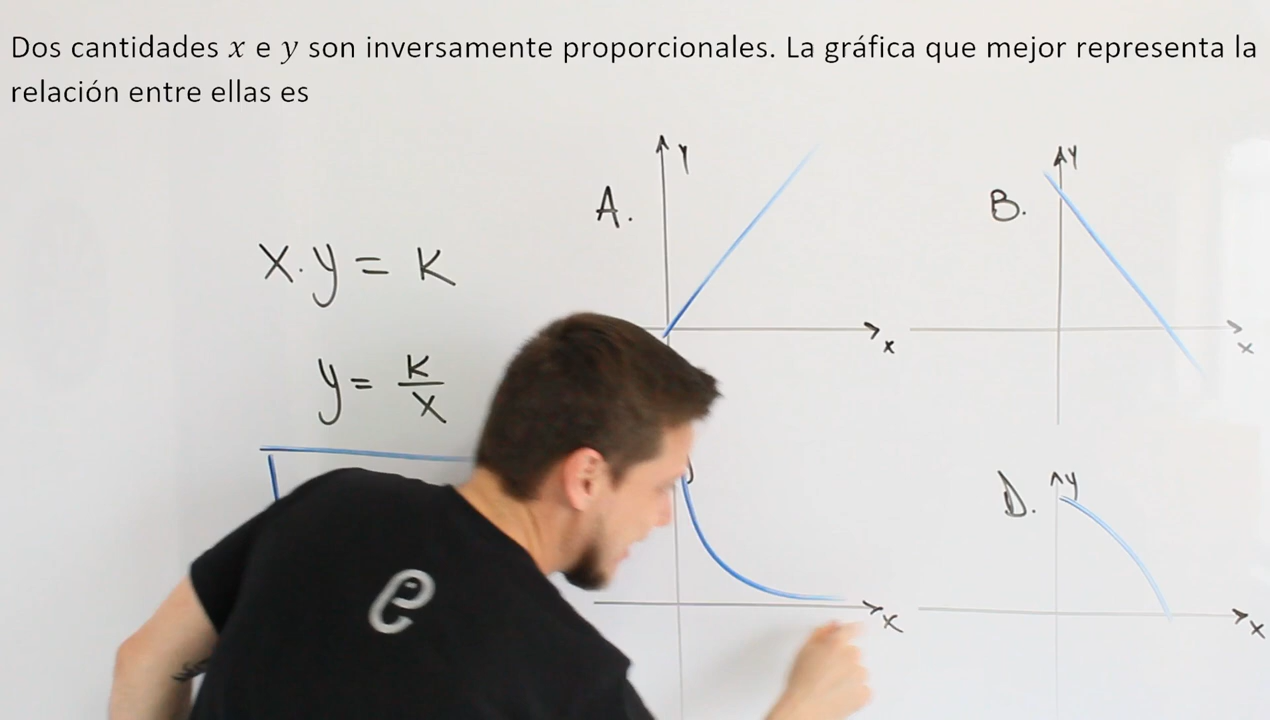 Dos cantidades x e y son inversamente proporcionales. La gráfica que mejor representa la
relación entre ellas es
A.
Y
x
B.
Y
x
x.y = K
y = K/x
x
D.
y
x
e